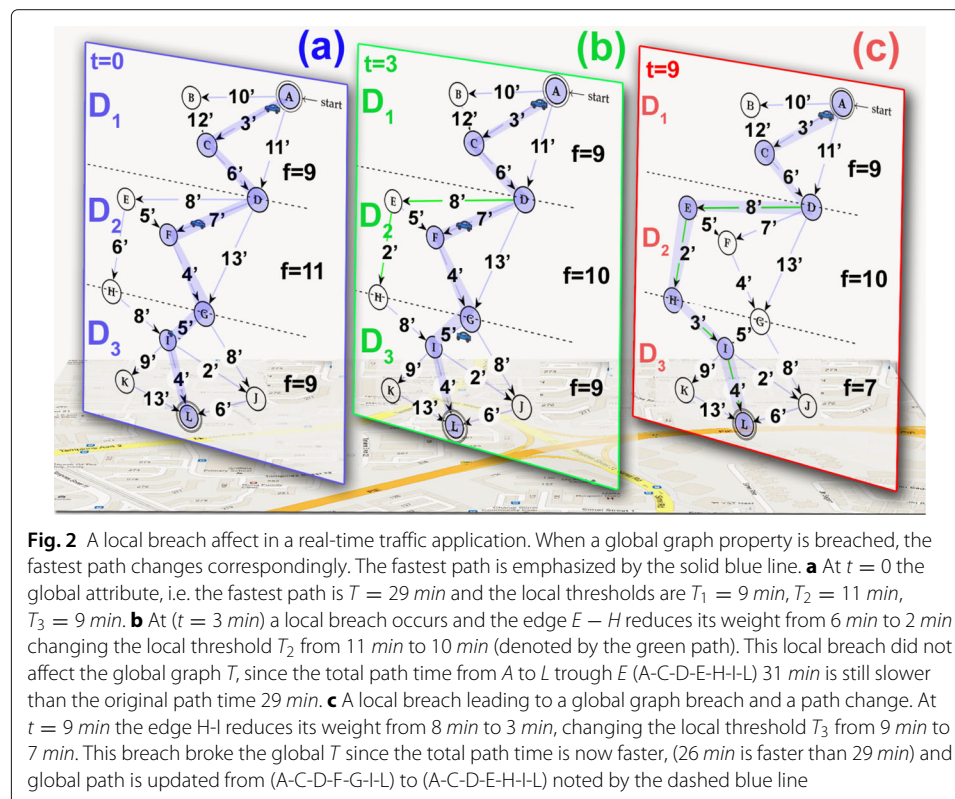 (a) (b) (c)
t=0
D1
B 10' A start
12' 3'
C 11'
6' f=9
D2
E 8' D
5' 7'
F
6' 4' 13' f=11
H G
D3
8' 5'
I 8'
9' 2'
K 4' J f=9
13' 6'
L
t=3
D1
B 10' A start
12' 3'
C 11'
6' f=9
D2
E 8' D
5' 7'
F
2' 4' 13' f=10
H G
D3
8' 5'
I 8'
9' 2'
K 4' J f=9
13' 6'
L
t=9
D1
B 10' A start
12' 3'
C 11'
6' f=9
D2
E 8' D
5' 7'
F
2' 4' 13' f=10
H G
D3
3' 5'
I 8'
9' 2'
K 4' J f=7
13' 6'
L
Fig. 2 A local breach affect in a real-time traffic application. When a global graph property is breached, the
fastest path changes correspondingly. The fastest path is emphasized by the solid blue line. a At t = 0 the
global attribute, i.e. the fastest path is T = 29 min and the local thresholds are T1 = 9 min, T2 = 11 min,
T3 = 9 min. b At (t = 3 min) a local breach occurs and the edge E − H reduces its weight from 6 min to 2 min
changing the local threshold T2 from 11 min to 10 min (denoted by the green path). This local breach did not
affect the global graph T, since the total path time from A to L trough E (A-C-D-E-H-I-L) 31 min is still slower
than the original path time 29 min. c A local breach leading to a global graph breach and a path change. At
t = 9 min the edge H-I reduces its weight from 8 min to 3 min, changing the local threshold T3 from 9 min to
7 min. This breach broke the global T since the total path time is now faster, (26 min is faster than 29 min) and
global path is updated from (A-C-D-F-G-I-L) to (A-C-D-E-H-I-L) noted by the dashed blue line